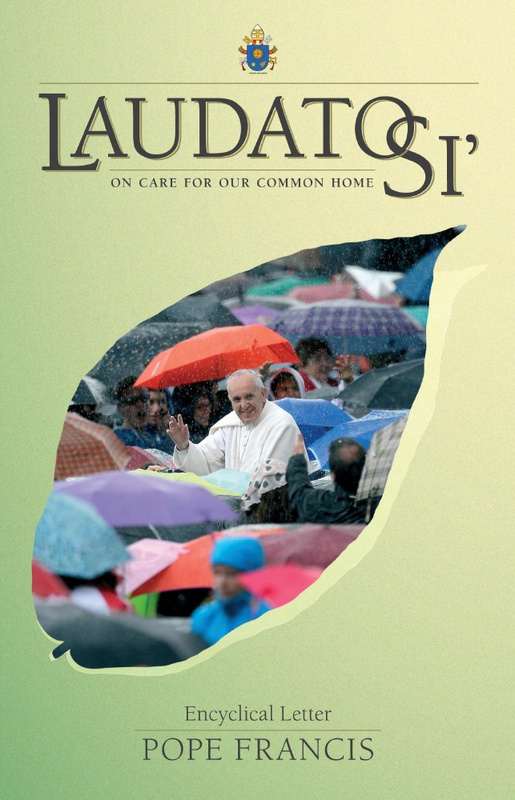 LAUDATO SI’
ON CARE FOR OUR COMMON HOME
Encyclical Letter
POPE FRANCIS